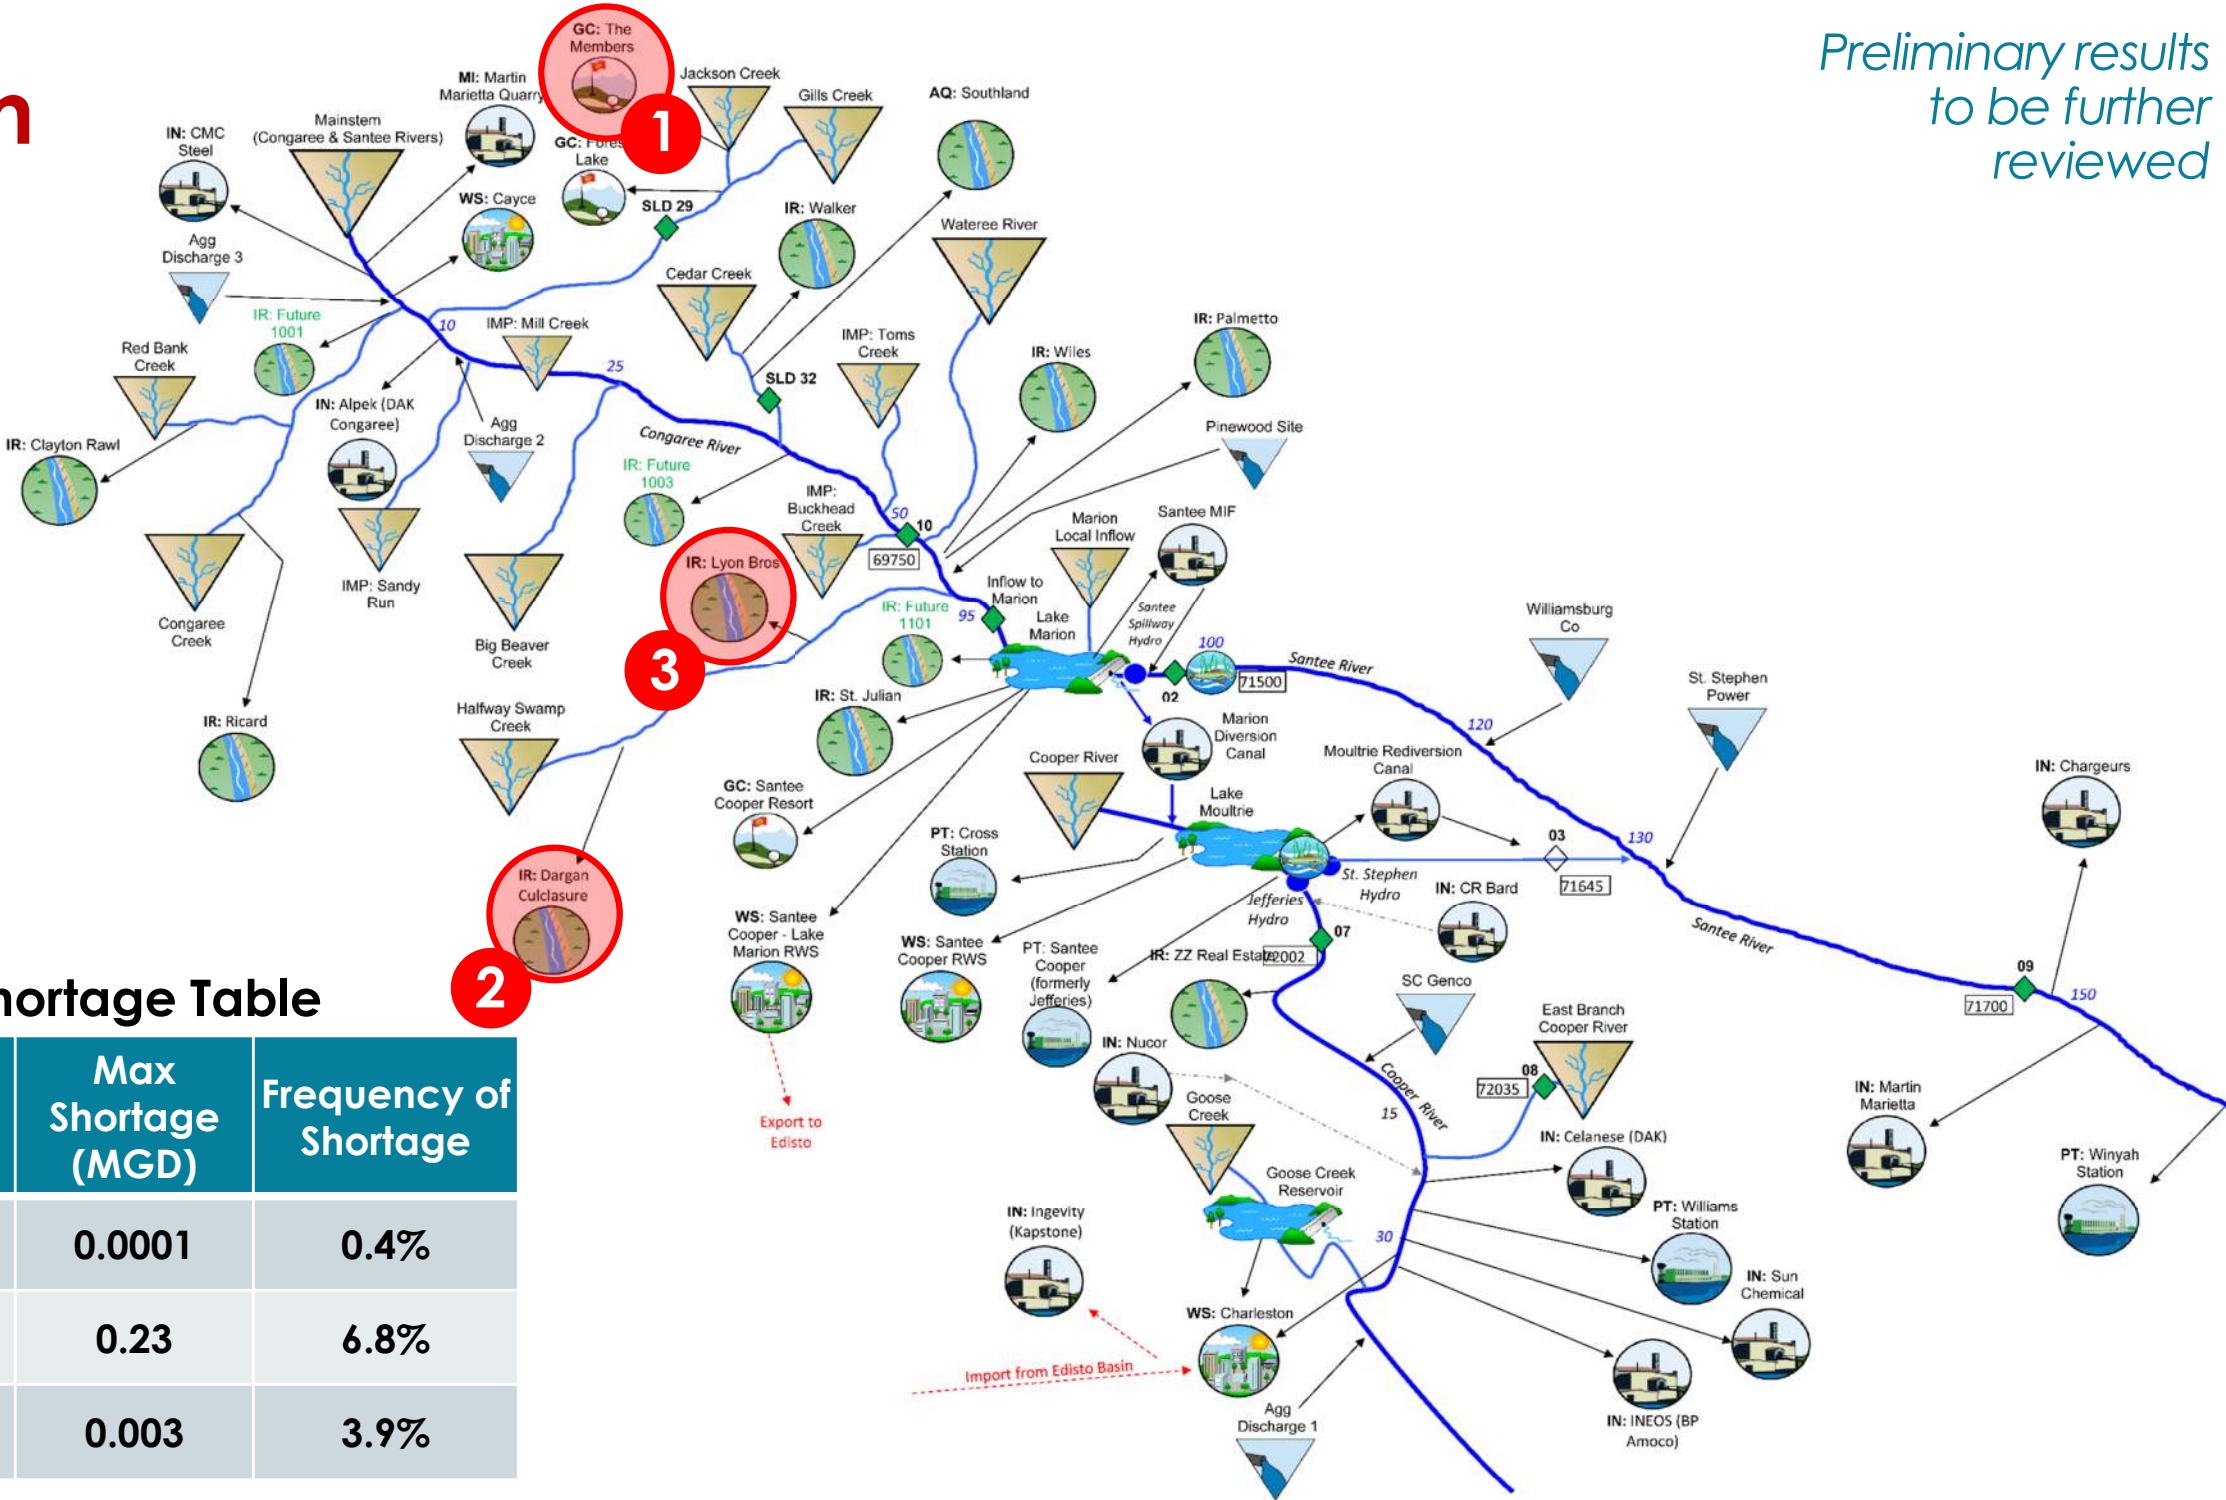 n
Preliminary results
to be further
reviewed
GC: The
Members
1
Jackson Creek
MI: Martin
Marietta Quarry
Gills Creek
AQ: Southland
Mainstem
(Congaree & Santee Rivers)
IN: CMC
Steel
GC: Fores
Lake
WS: Cayce
SLD 29
IR: Walker
Wateree River
Agg
Discharge 3
Cedar Creek
IR: Future
1001
10
IMP: Mill Creek
IMP: Toms
Creek
IR: Palmetto
Red Bank
Creek
25
IR: Wiles
SLD 32
IN: Alpek (DAK
Congaree)
Agg
Discharge 2
Congaree River
Pinewood Site
IR: Clayton Rawl
IR: Future
1003
IMP:
Buckhead
Creek
50
10
69750
Marion
Local Inflow
Santee MIF
IR: Lyon Bros
IMP: Sandy
Run
Inflow to
Marion
95
IR: Future
1101
Lake
Marion
Santee
Spillway
Hydro
Williamsburg
Co
Congaree
Creek
Big Beaver
Creek
3
100
Santee River
71500
02
St. Stephen
Power
IR: St. Julian
Halfway Swamp
Creek
IR: Ricard
Marion
Diversion
Canal
120
Moultrie Rediversion
Canal
Cooper River
IN: Chargeurs
GC: Santee
Cooper Resort
Lake
Moultrie
PT: Cross
Station
03
130
71645
St. Stephen
Hydro
IN: CR Bard
IR: Dargan
Culclasure
Jefferies
Hydro
WS: Santee
Cooper - Lake
Marion RWS
WS: Santee
Cooper RWS
PT: Santee
Cooper
(formerly
Jefferies)
IR: ZZ Real Estate
72002
07
Santee River
2
09
71700
150
SC Genco
East Branch
Cooper River
hortage Table
IN: Nucor
Cooper River
08
72035
Goose
Creek
15
IN: Martin
Marietta
Export to
Edisto
IN: Celanese (DAK)
PT: Winyah
Station
Goose Creek
Reservoir
PT: Williams
Station
IN: Ingevity
(Kapstone)
30
IN: Sun
Chemical
WS: Charleston
Import from Edisto Basin
Agg
Discharge 1
IN: INEOS (BP
Amoco)
Max
Shortage
(MGD)
Frequency of
Shortage
0.0001 0.4%
0.23 6.8%
0.003 3.9%